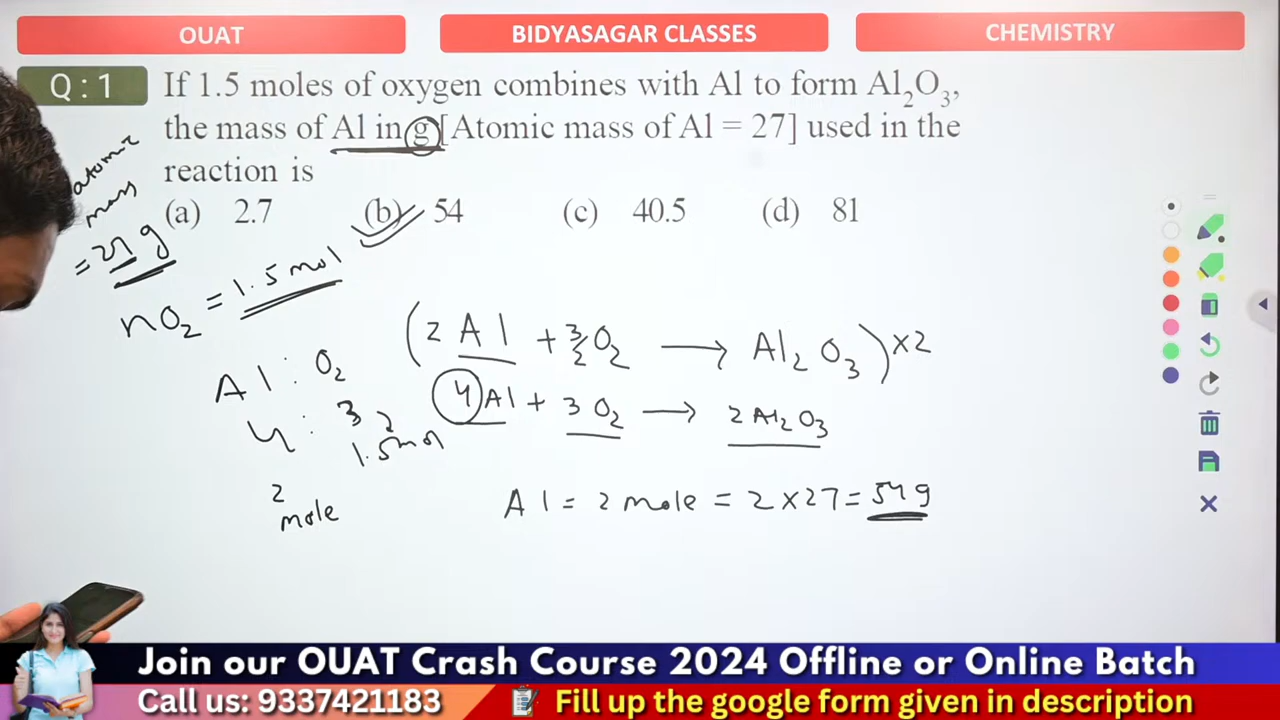 OUAT
BIDYASAGAR CLASSES
CHEMISTRY
Q : 1
If 1.5 moles of oxygen combines with Al to form Al₂O₃,
the mass of Al in g [Atomic mass of Al = 27] used in the
reaction is
(a) 2.7 (b) 54 (c) 40.5 (d) 81
atomic
mass
= 27 g
nO₂ = 1.5 mol
(2 Al + 3/2 O₂ → Al₂O₃) × 2
Al : O₂
4 Al + 3 O₂ → 2 Al₂O₃
4 : 3
1.5 mol
2
mole
Al = 2 mole = 2 × 27 = 54 g
Join our OUAT Crash Course 2024 Offline or Online Batch
Call us: 9337421183 Fill up the google form given in description